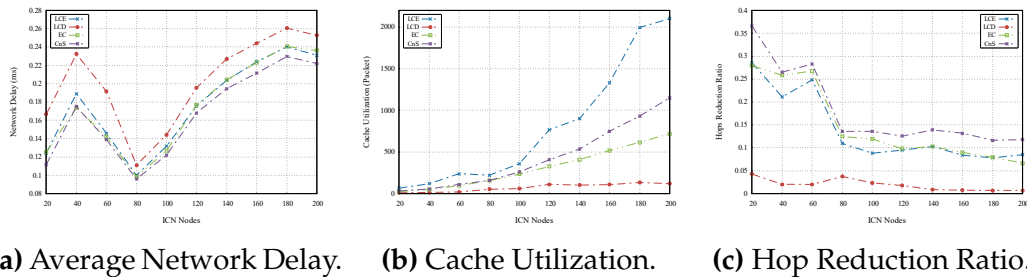 0.28
0.26
0.24
0.22
0.2
0.18
0.16
0.14
0.12
0.1
0.08
Network Delay (ms)
LCE
LCD
EC
CnS
20 40 60 80 100 120 140 160 180 200
ICN Nodes
2000
1500
1000
500
0
Cache Utilization (Packet)
LCE
LCD
EC
CnS
20 40 60 80 100 120 140 160 180 200
ICN Nodes
0.4
0.35
0.3
0.25
0.2
0.15
0.1
0.05
0
Hops Reduction Ratio
LCE
LCD
EC
CnS
20 40 60 80 100 120 140 160 180 200
ICN Nodes
a) Average Network Delay. (b) Cache Utilization. (c) Hop Reduction Ratio.